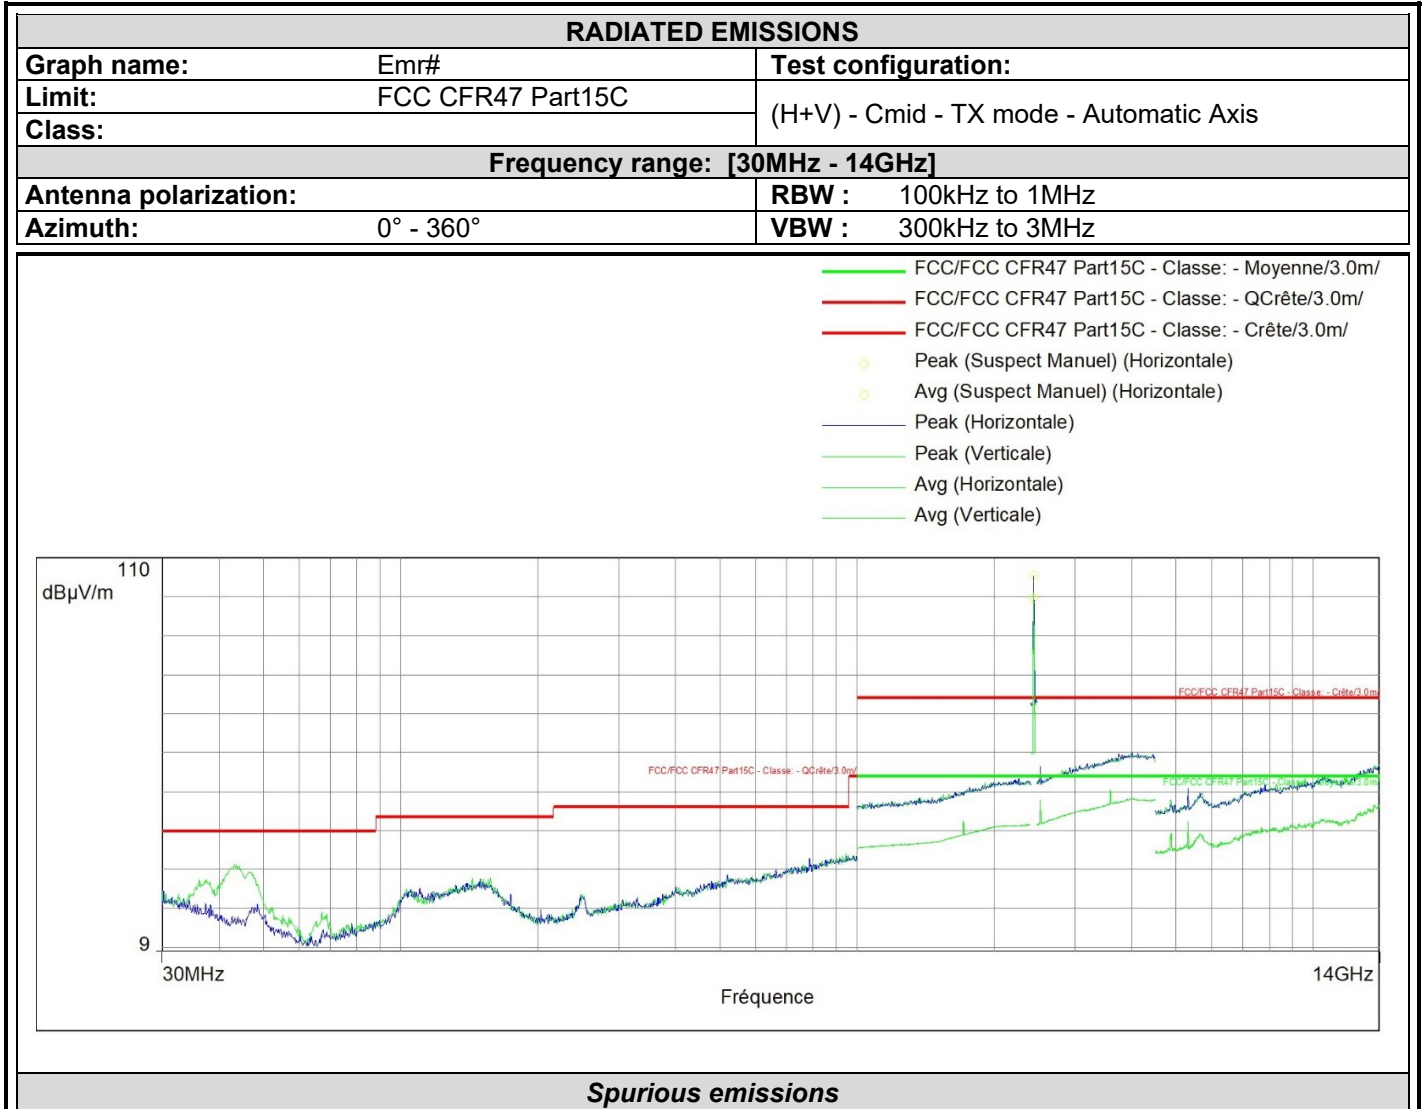 RADIATED EMISSIONS
Graph name: Emr# Test configuration:
Limit: FCC CFR47 Part15C
(H+V) - Cmid - TX mode - Automatic Axis
Class:
Frequency range: [30MHz - 14GHz]
Antenna polarization: RBW : 100kHz to 1MHz
Azimuth: 0° - 360° VBW : 300kHz to 3MHz
FCC/FCC CFR47 Part15C - Classe: - Moyenne/3.0m/
FCC/FCC CFR47 Part15C - Classe: - QCrête/3.0m/
FCC/FCC CFR47 Part15C - Classe: - Crête/3.0m/
Peak (Suspect Manuel) (Horizontale)
Avg (Suspect Manuel) (Horizontale)
Peak (Horizontale)
Peak (Verticale)
Avg (Horizontale)
Avg (Verticale)
110
dBµV/m
FCC/FCC CFR47 Part15C - Classe: - Crête/3.0m/
FCC/FCC CFR47 Part15C - Classe: - QCrête/3.0m/
FCC/FCC CFR47 Part15C - Classe:
9
30MHz 14GHz
Fréquence
Spurious emissions